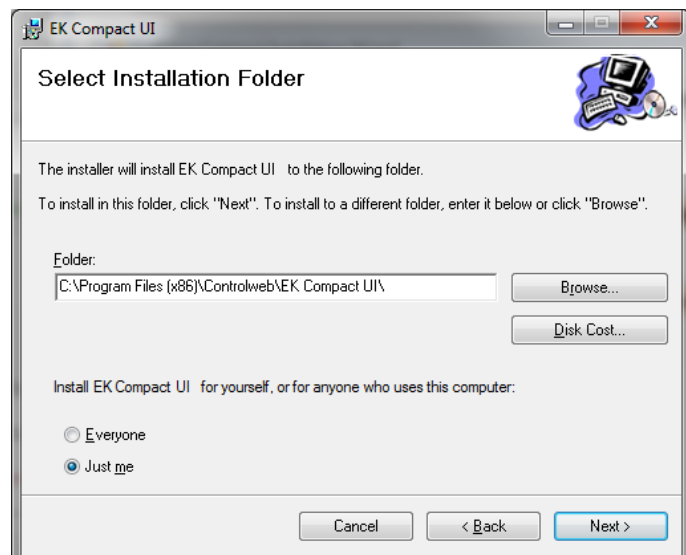 EK Compact UI
Select Installation Folder
The installer will install EK Compact UI to the following folder.
To install in this folder, click "Next". To install to a different folder, enter it below or click "Browse".
Folder:
C:\Program Files (x86)\Controlweb\EK Compact UI\
Browse...
Disk Cost...
Install EK Compact UI for yourself, or for anyone who uses this computer:
Everyone
Just me
Cancel
< Back
Next >